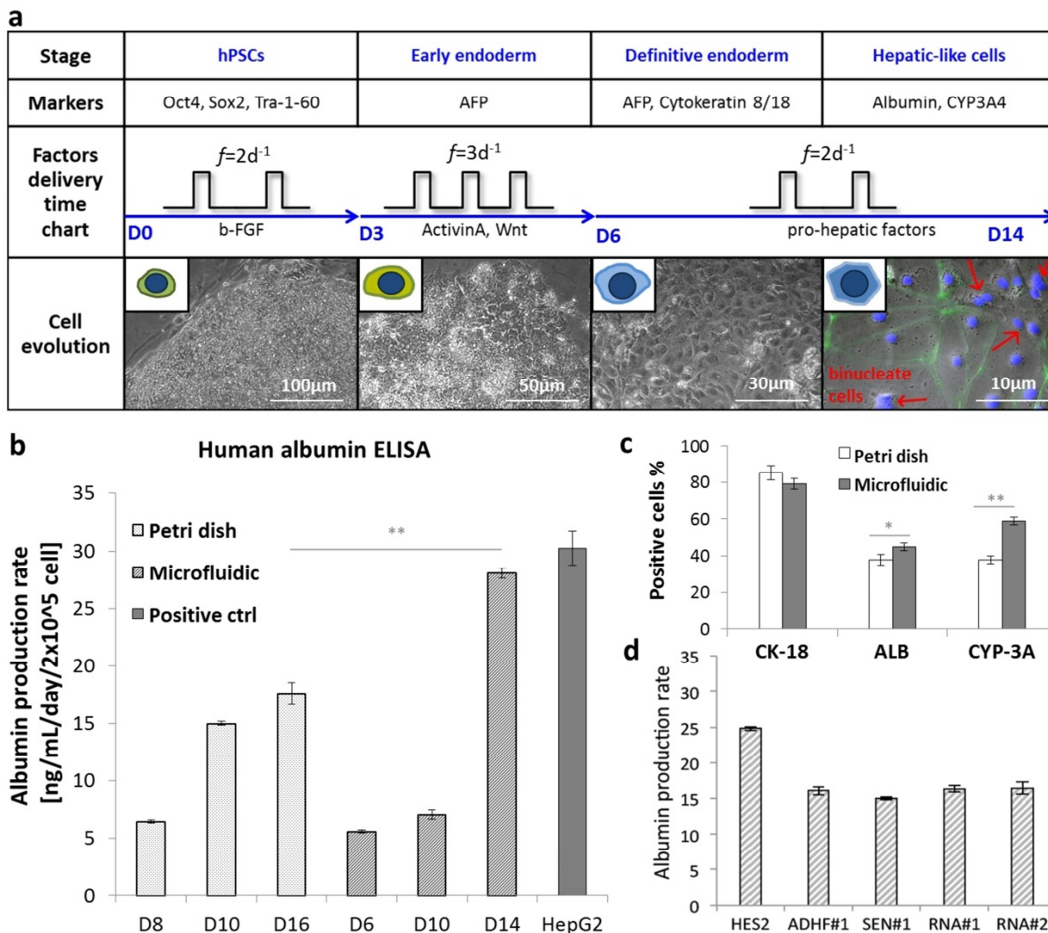 a
Stage hPSCs Early endoderm Definitive endoderm Hepatic-like cells
Markers Oct4, Sox2, Tra-1-60 AFP AFP, Cytokeratin 8/18 Albumin, CYP3A4
Factors
delivery
time
chart
f=2d⁻¹ f=3d⁻¹ f=2d⁻¹
D0 b-FGF D3 ActivinA, Wnt D6 pro-hepatic factors D14
Cell
evolution
100μm 50μm 30μm 10μm
binucleate
cells
b
Human albumin ELISA
Albumin production rate
[ng/mL/day/2x10^5 cell]
35
30
25
20
15
10
5
0
Petri dish
Microfluidic
Positive ctrl
**
D8 D10 D16 D6 D10 D14 HepG2
c
Positive cells %
100
80
60
40
20
0
Petri dish
Microfluidic
*
**
CK-18 ALB CYP-3A
d
Albumin production rate
35
30
25
20
15
10
5
0
HES2 ADHF#1 SEN#1 RNA#1 RNA#2